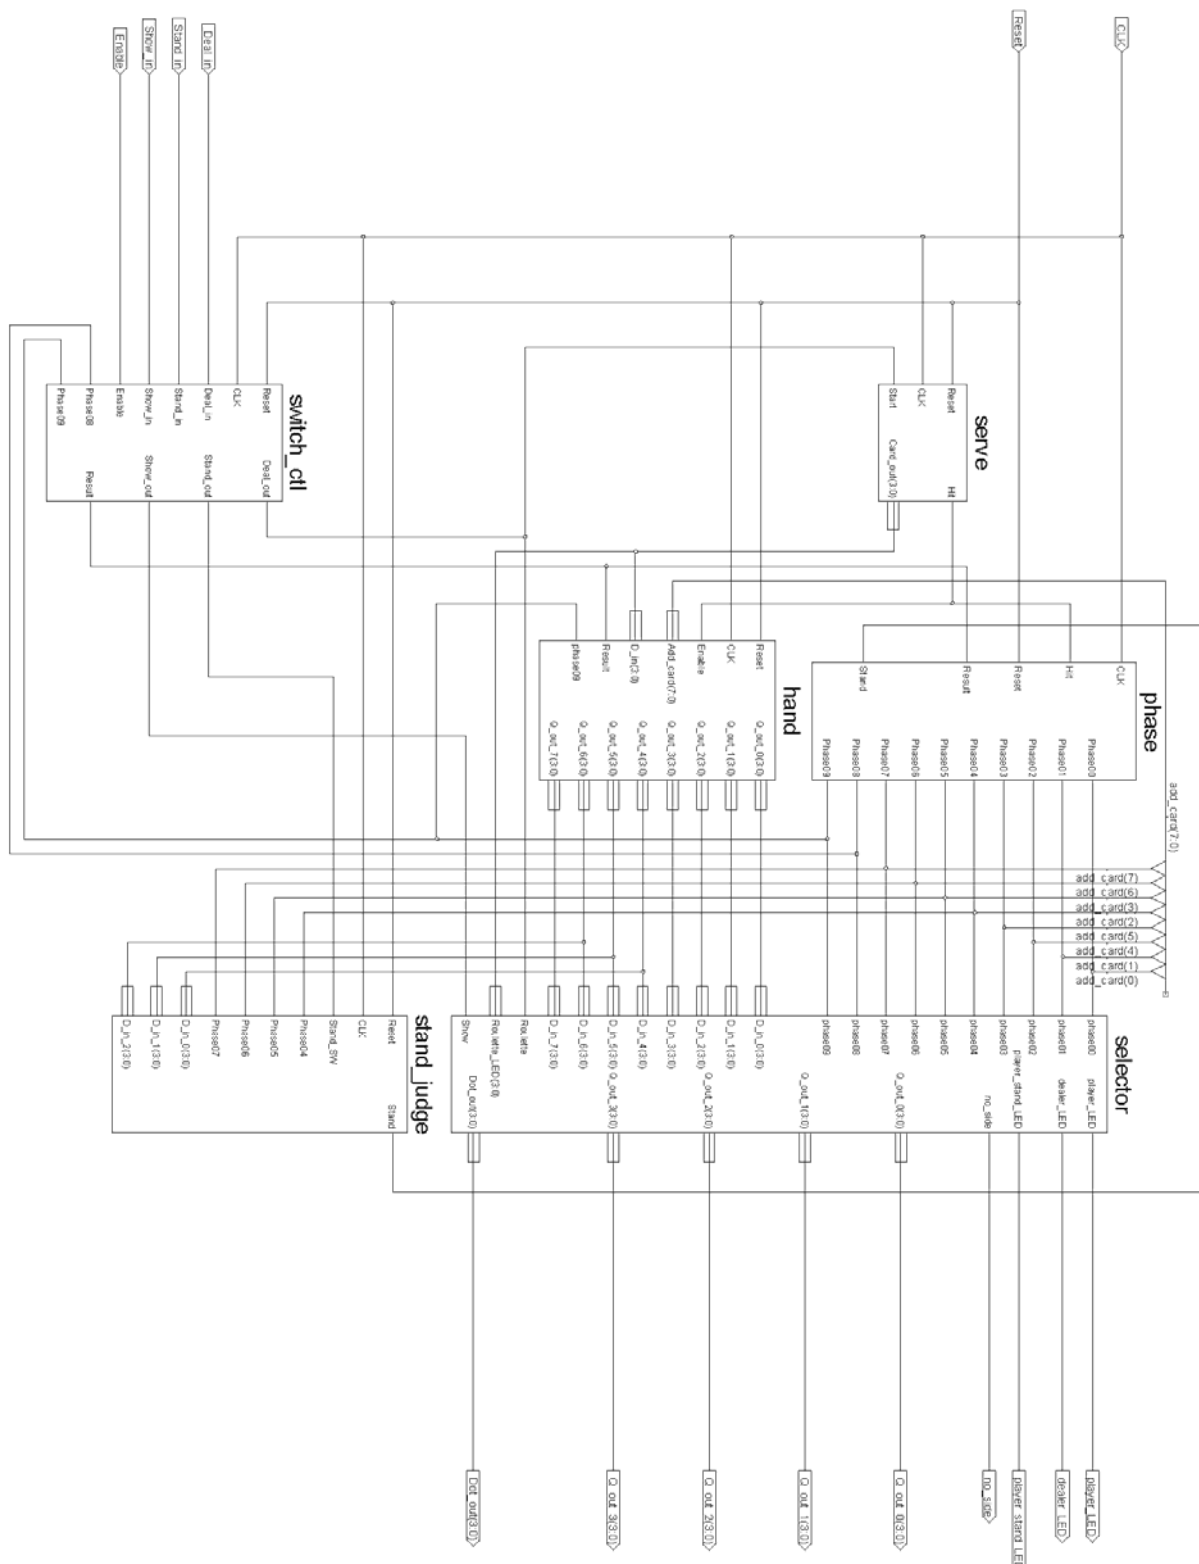 CLK
Reset
Deal_in
Stand_in
Show_in
Enable
phase
CLK
Hit
Reset
Result
Stand
Phase00
Phase01
Phase02
Phase03
Phase04
Phase05
Phase06
Phase07
Phase08
Phase09
serve
Reset
CLK
Start
Hit
Card_out(3:0)
hand
Reset
CLK
Enable
Add_card(7:0)
D_in(3:0)
Result
phase09
Q_out_0(3:0)
Q_out_1(3:0)
Q_out_2(3:0)
Q_out_3(3:0)
Q_out_4(3:0)
Q_out_5(3:0)
Q_out_6(3:0)
Q_out_7(3:0)
switch_ctl
Reset
CLK
Deal_in
Stand_in
Show_in
Enable
Phase08
Phase09
Deal_out
Stand_out
Show_out
Result
add_card(7:0)
add_card(7)
add_card(6)
add_card(3)
add_card(2)
add_card(5)
add_card(4)
add_card(1)
add_card(0)
selector
phase00
phase01
phase02
phase03
phase04
phase05
phase06
phase07
phase08
phase09
D_in_0(3:0)
D_in_1(3:0)
D_in_2(3:0)
D_in_3(3:0)
D_in_4(3:0)
D_in_5(3:0)
D_in_6(3:0)
D_in_7(3:0)
Roulette
Roulette_LED(3:0)
Show
player_LED
dealer_LED
player_stand_LED
no_side
Q_out_0(3:0)
Q_out_1(3:0)
Q_out_2(3:0)
Q_out_3(3:0)
Dot_out(3:0)
stand_judge
Reset
CLK
Stand_SW
Phase04
Phase05
Phase06
Phase07
D_in_0(3:0)
D_in_1(3:0)
D_in_2(3:0)
Stand
player_LED
dealer_LED
player_stand_LE
no_side
Q_out_0(3:0)
Q_out_1(3:0)
Q_out_2(3:0)
Q_out_3(3:0)
Dot_out(3:0)